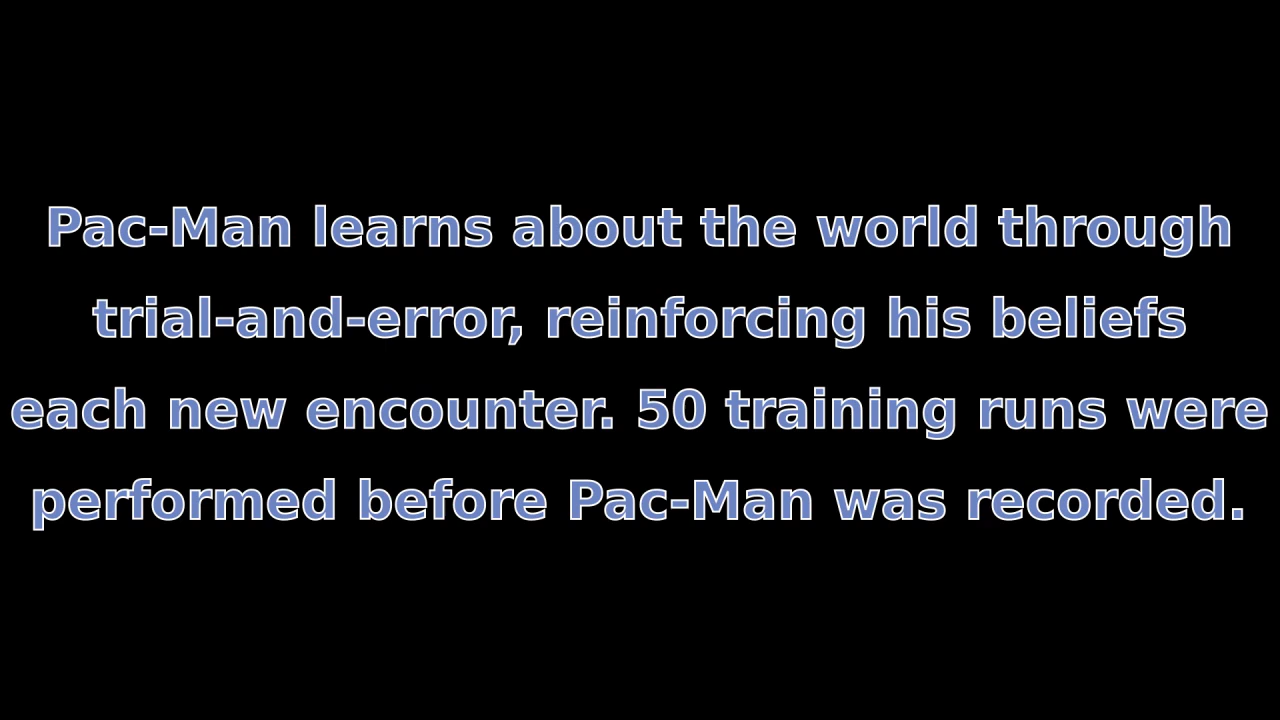 Pac-Man learns about the world through
trial-and-error, reinforcing his beliefs
each new encounter. 50 training runs were
performed before Pac-Man was recorded.